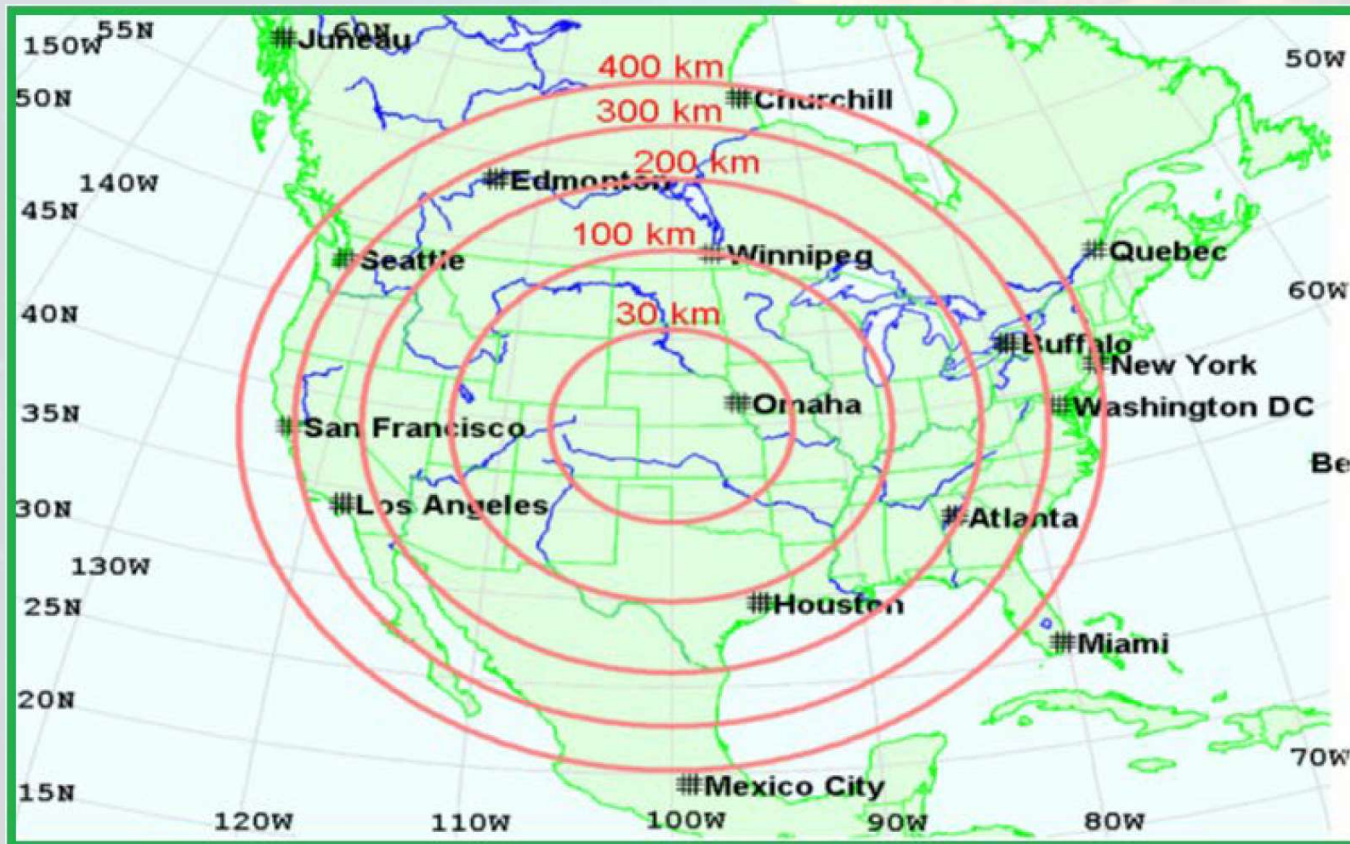 55N
60N
Juneau
150W
50W
400 km
50N
Churchill
300 km
200 km
140W
Edmonton
45N
100 km
Quebec
Winnipeg
Seattle
60W
40N
30 km
Buffalo
New York
Omaha
Washington DC
35N
San Francisco
Be
Los Angeles
30N
Atlanta
130W
25N
Houston
Miami
20N
70W
Mexico City
15N
120W 110W 100W 90W 80W